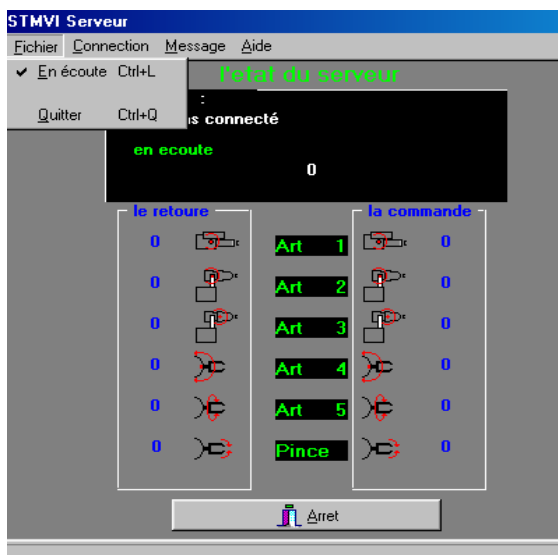 STMVI Serveur
Fichier Connection Message Aide
En écoute Ctrl+L
Quitter Ctrl+Q
l'etat du serveur
:
connecté
en ecoute
0
le retoure la commande
0 Art 1 0
0 Art 2 0
0 Art 3 0
0 Art 4 0
0 Art 5 0
0 Pince 0
Arret